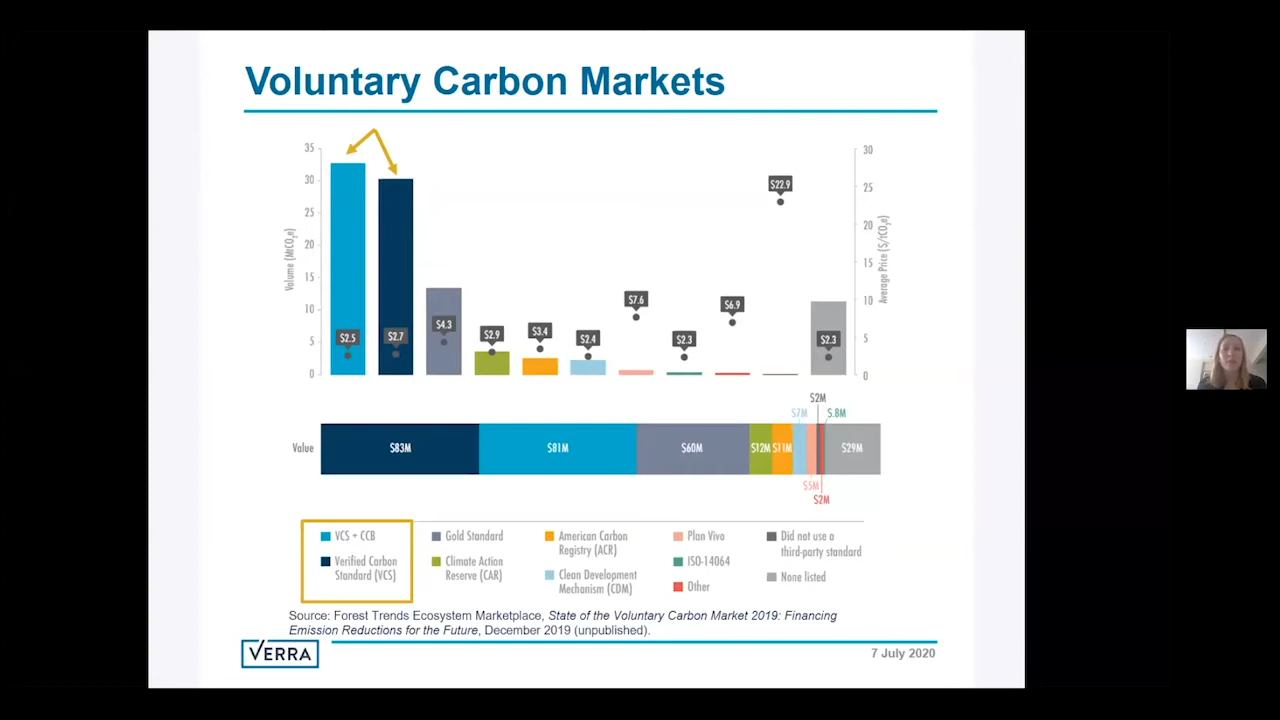 Voluntary Carbon Markets
35
30
25
20
15
10
5
0
Volume (MtCO2e)
$2.5
$2.7
$4.3
$2.9
$3.4
$2.4
$7.6
$2.3
$6.9
$22.9
$2.3
30
25
20
15
10
5
0
Average Price ($/tCO2e)
$2M
$7M
$.8M
Value
$83M
$81M
$60M
$12M
$11M
$29M
$5M
$2M
VCS + CCB
Verified Carbon
Standard (VCS)
Gold Standard
Climate Action
Reserve (CAR)
American Carbon
Registry (ACR)
Clean Development
Mechanism (CDM)
Plan Vivo
ISO-14064
Other
Did not use a
third-party standard
None listed
Source: Forest Trends Ecosystem Marketplace, State of the Voluntary Carbon Market 2019: Financing
Emission Reductions for the Future, December 2019 (unpublished).
VERRA
7 July 2020